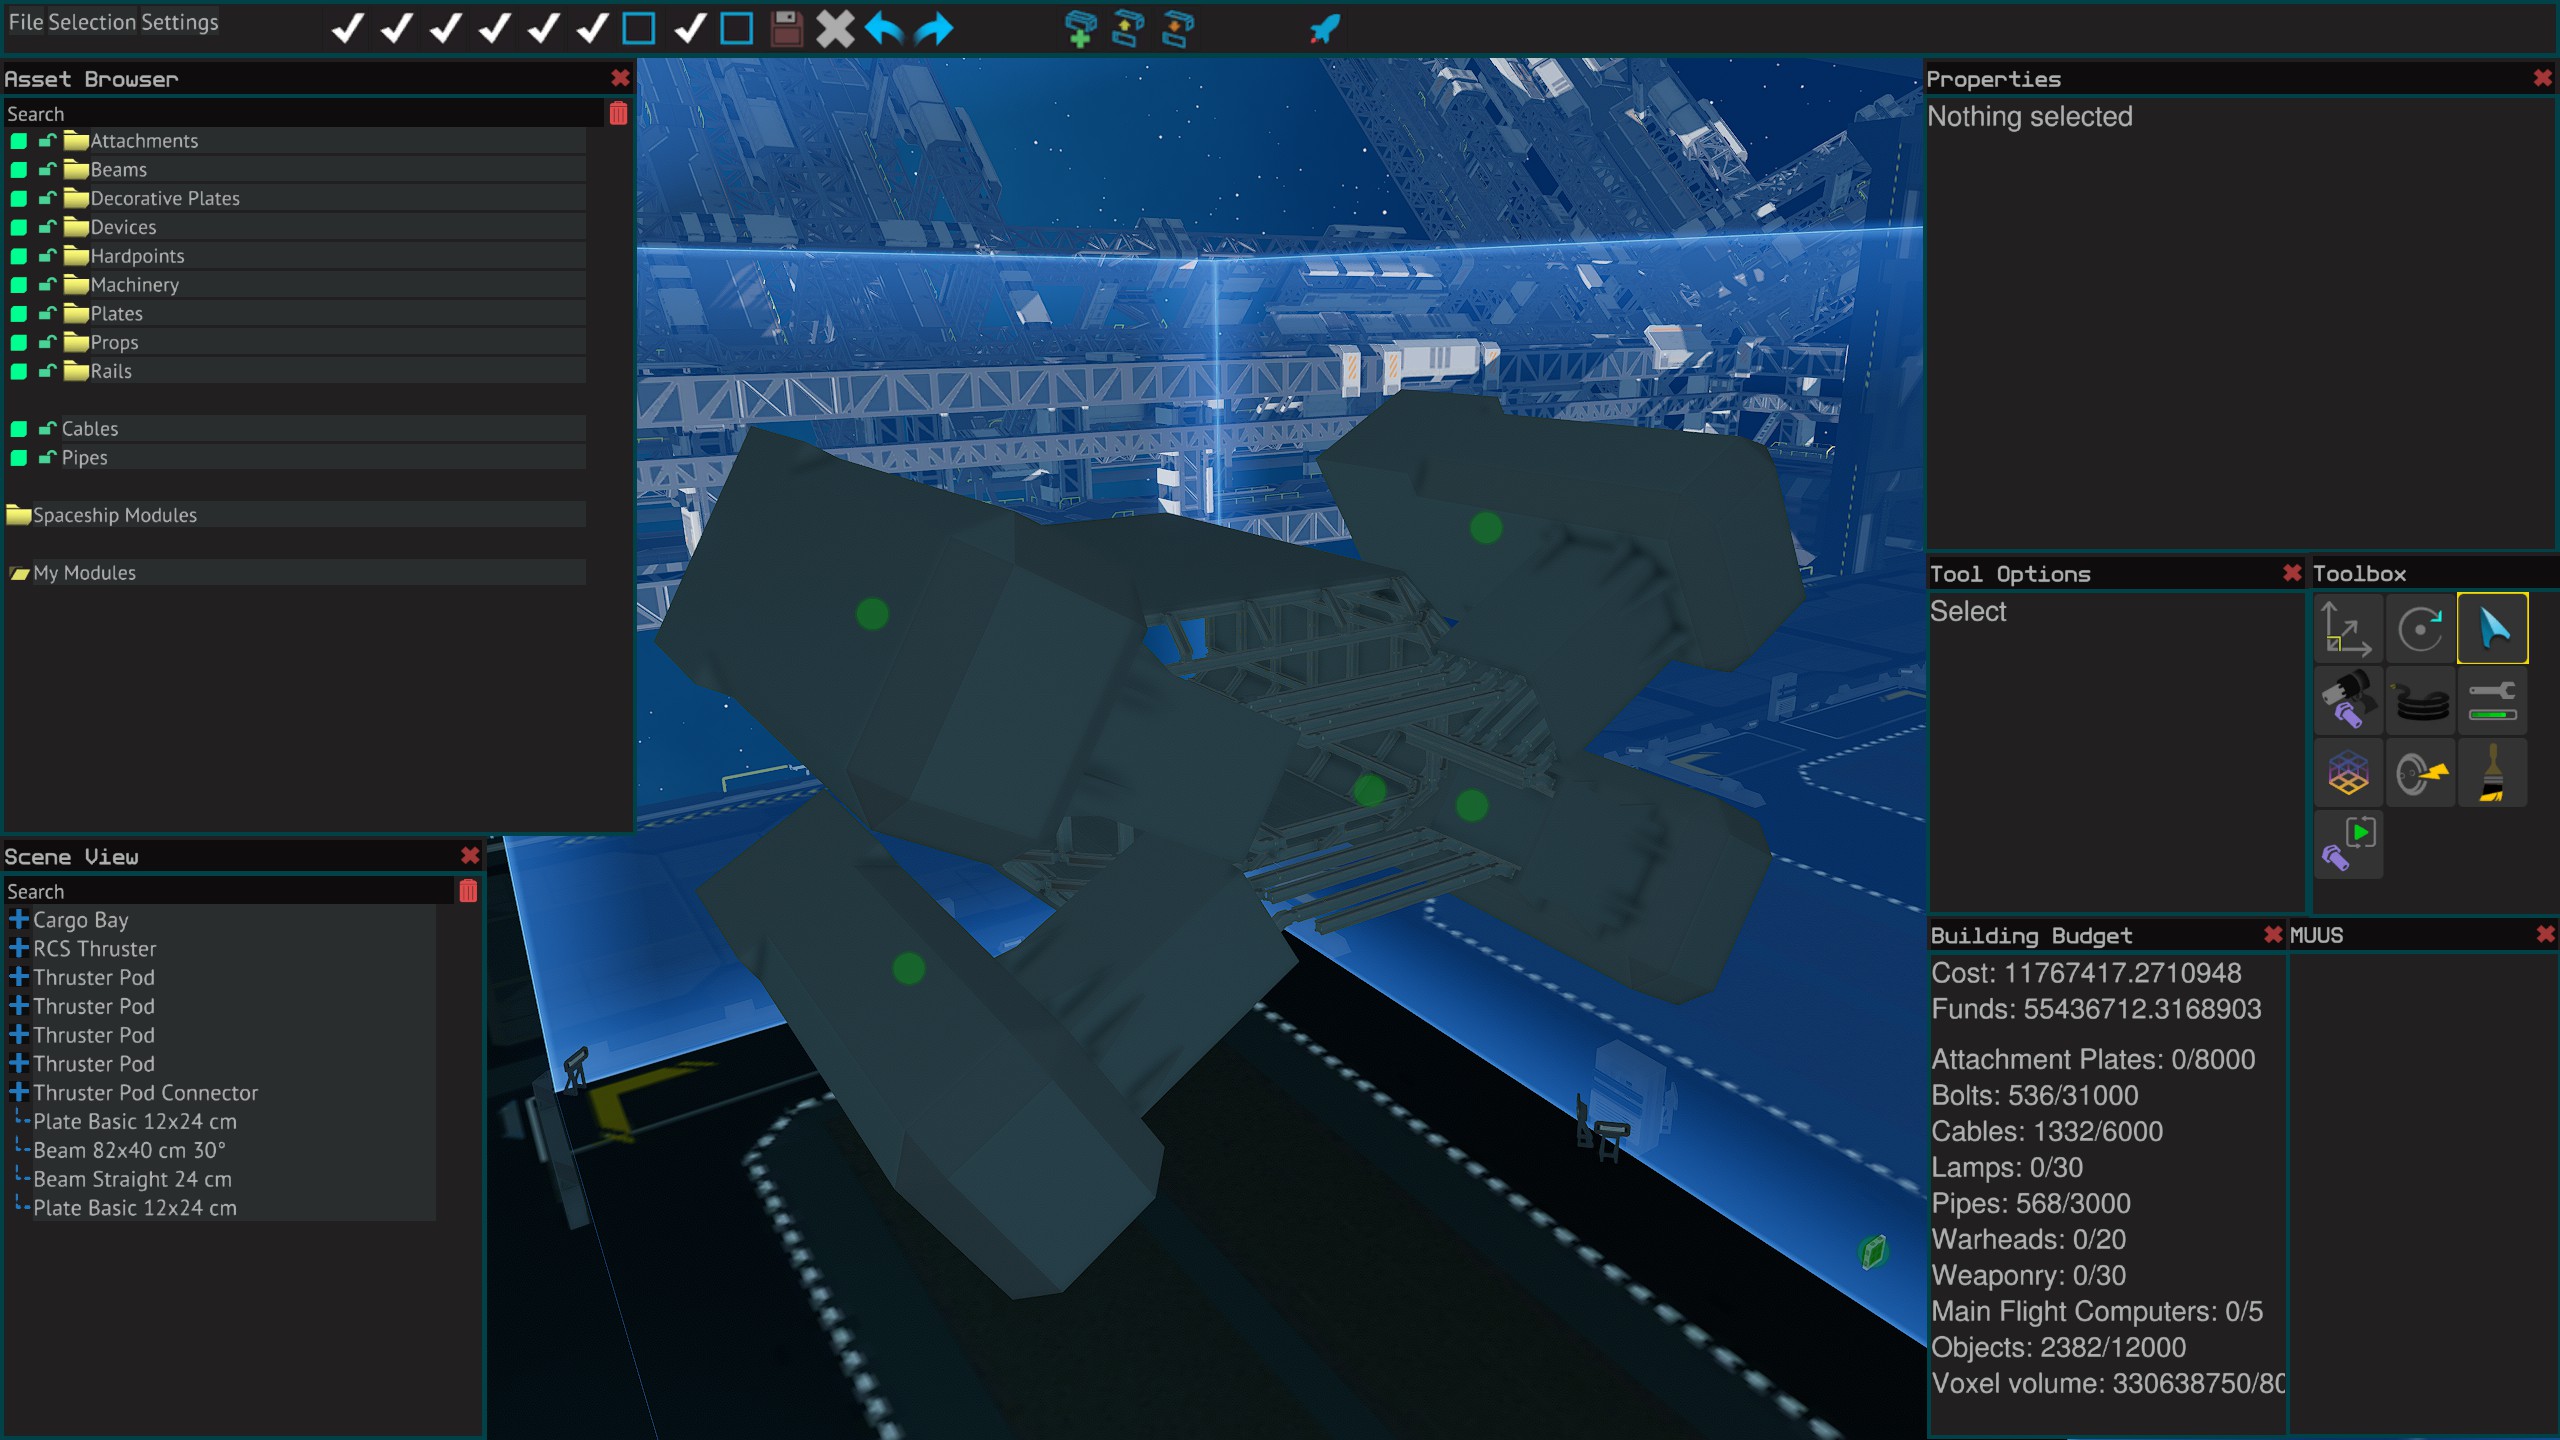 File Selection Settings
Asset Browser
Search
Attachments
Beams
Decorative Plates
Devices
Hardpoints
Machinery
Plates
Props
Rails
Cables
Pipes
Spaceship Modules
My Modules
Scene View
Search
Cargo Bay
RCS Thruster
Thruster Pod
Thruster Pod
Thruster Pod
Thruster Pod
Thruster Pod Connector
Plate Basic 12x24 cm
Beam 82x40 cm 30°
Beam Straight 24 cm
Plate Basic 12x24 cm
Properties
Nothing selected
Tool Options
Select
Toolbox
Building Budget
Cost: 11767417.2710948
Funds: 55436712.3168903
Attachment Plates: 0/8000
Bolts: 536/31000
Cables: 1332/6000
Lamps: 0/30
Pipes: 568/3000
Warheads: 0/20
Weaponry: 0/30
Main Flight Computers: 0/5
Objects: 2382/12000
Voxel volume: 330638750/80
MUUS